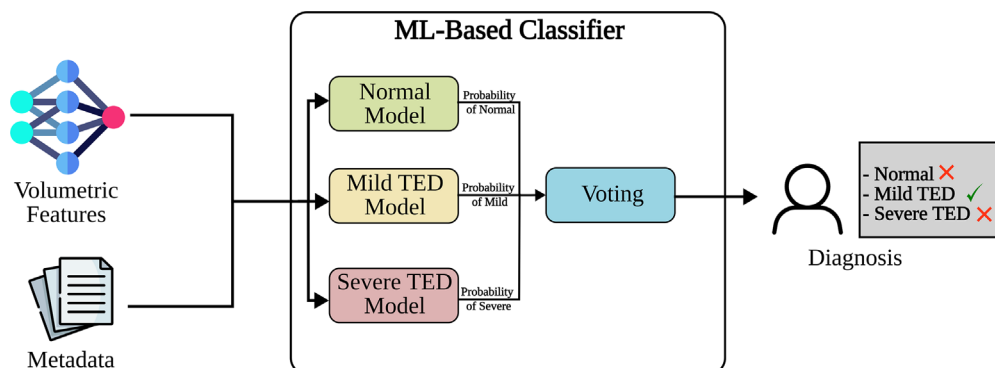 ML-Based Classifier
Volumetric
Features
Metadata
Normal
Model
Probability
of Normal
Mild TED
Model
Probability
of Mild
Severe TED
Model
Probability
of Severe
Voting
- Normal
- Mild TED
- Severe TED
Diagnosis